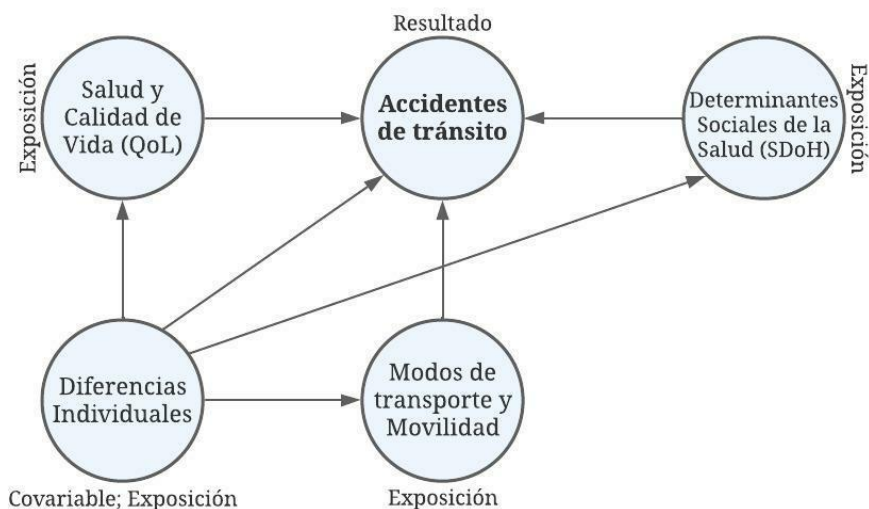 Resultado
Exposición
Salud y
Calidad de
Vida (QoL)
Accidentes
de tránsito
Determinantes
Sociales de la
Salud (SDoH)
Exposición
Diferencias
Individuales
Modos de
transporte y
Movilidad
Covariable; Exposición
Exposición